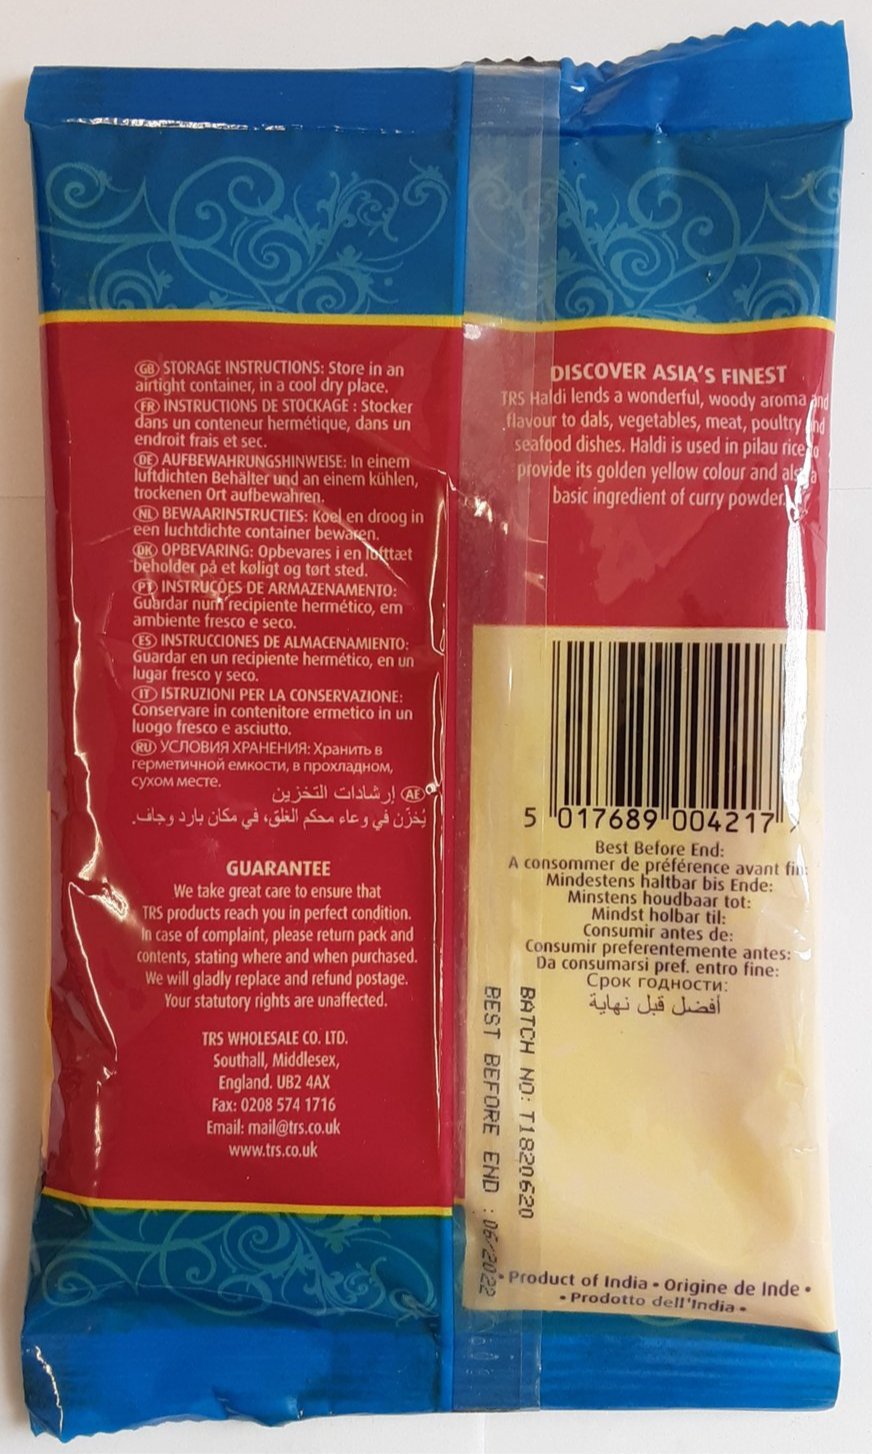 GB STORAGE INSTRUCTIONS: Store in an
airtight container, in a cool dry place.
FR INSTRUCTIONS DE STOCKAGE : Stocker
dans un conteneur hermétique, dans un
endroit frais et sec.
DE AUFBEWAHRUNGSHINWEISE: In einem
luftdichten Behälter und an einem kühlen,
trockenen Ort aufbewahren.
NL BEWAARINSTRUCTIES: Koel en droog in
een luchtdichte container bewaren.
DK OPBEVARING: Opbevares i en lufttæt
beholder på et køligt og tørt sted.
PT INSTRUÇÕES DE ARMAZENAMENTO:
Guardar num recipiente hermético, em
ambiente fresco e seco.
ES INSTRUCCIONES DE ALMACENAMIENTO:
Guardar en un recipiente hermético, en un
lugar fresco y seco.
IT ISTRUZIONI PER LA CONSERVAZIONE:
Conservare in contenitore ermetico in un
luogo fresco e asciutto.
RU УСЛОВИЯ ХРАНЕНИЯ: Хранить в
герметичной емкости, в прохладном,
сухом месте.
AE إرشادات التخزين
يُخزّن في وعاء محكم الغلق، في مكان بارد وجاف.
GUARANTEE
We take great care to ensure that
TRS products reach you in perfect condition.
In case of complaint, please return pack and
contents, stating where and when purchased.
We will gladly replace and refund postage.
Your statutory rights are unaffected.
TRS WHOLESALE CO. LTD.
Southall, Middlesex,
England. UB2 4AX
Fax: 0208 574 1716
Email: mail@trs.co.uk
www.trs.co.uk
DISCOVER ASIA'S FINEST
TRS Haldi lends a wonderful, woody aroma and
flavour to dals, vegetables, meat, poultry and
seafood dishes. Haldi is used in pilau rice to
provide its golden yellow colour and also a
basic ingredient of curry powder.
5 017689 004217 >
Best Before End:
A consommer de préférence avant fin:
Mindestens haltbar bis Ende:
Minstens houdbaar tot:
Mindst holbar til:
Consumir antes de:
Consumir preferentemente antes:
Da consumarsi pref. entro fine:
Срок годности:
أفضل قبل نهاية
BATCH NO: T1820620
BEST BEFORE END : 06/2022
• Product of India • Origine de Inde •
• Prodotto dell'India •